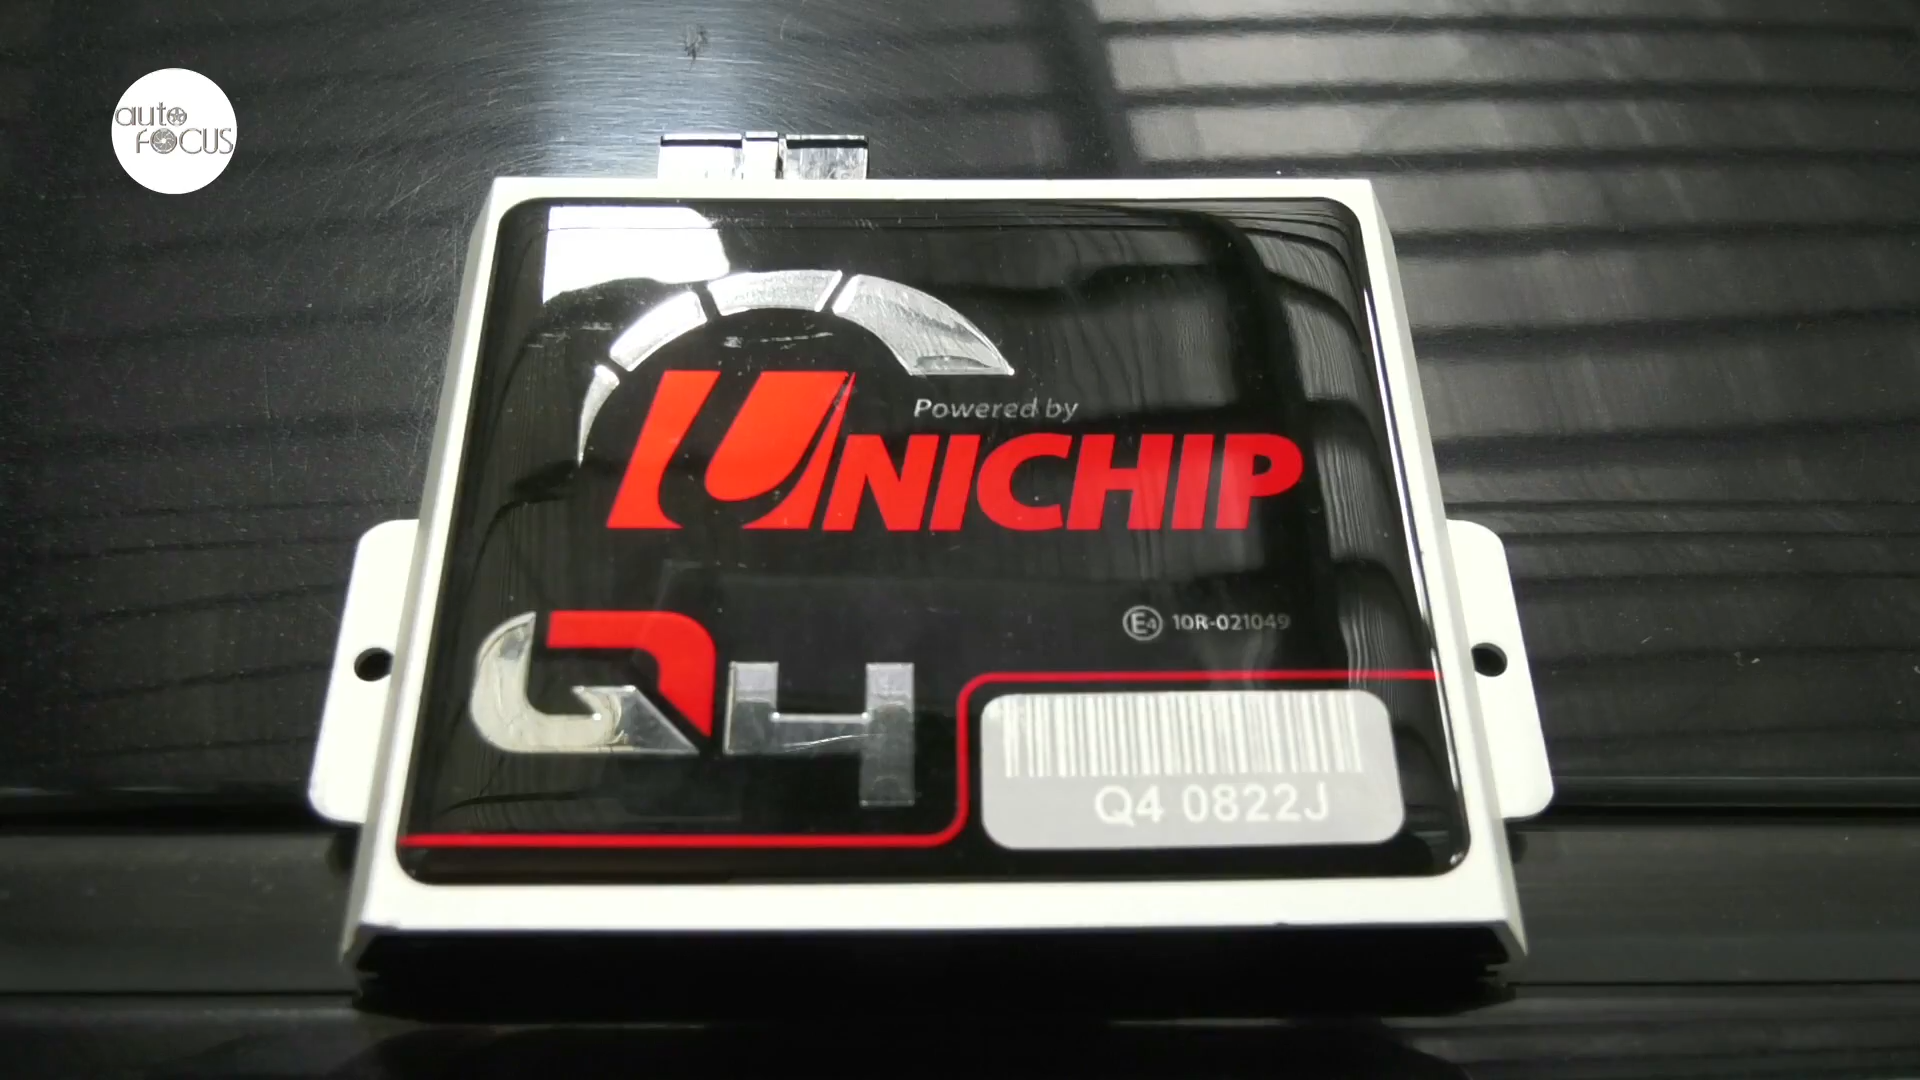 auto
FOCUS
Powered by
UNICHIP
Q4
E4 10R-021049
Q4 0822J